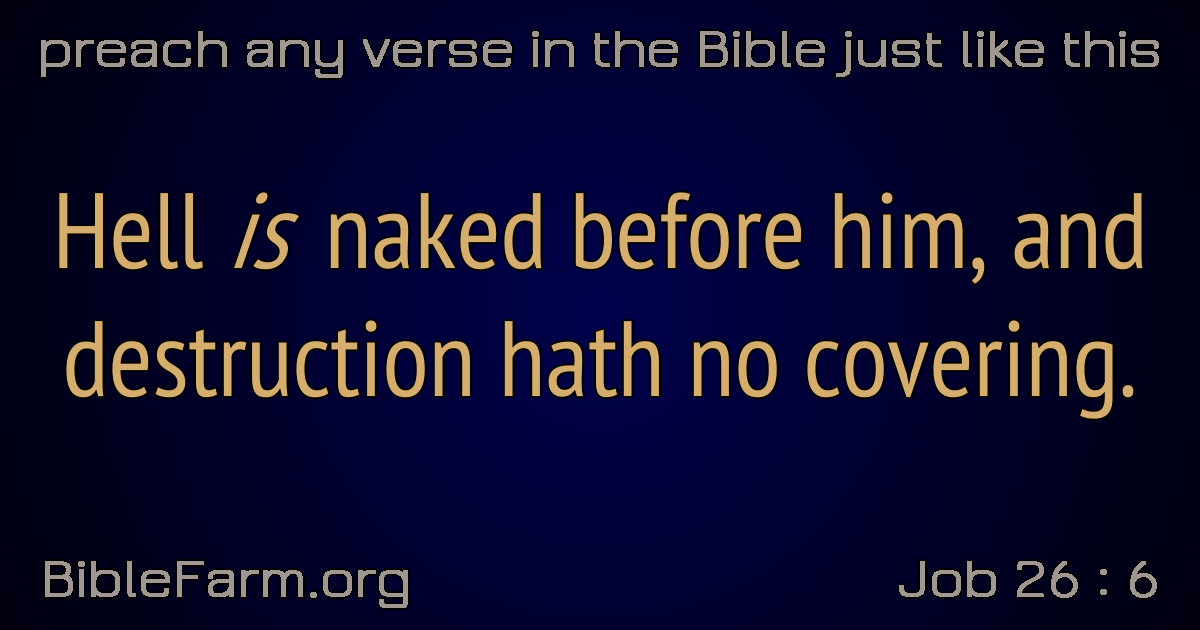 preach any verse in the Bible just like this
Hell is naked before him, and
destruction hath no covering.
BibleFarm.org
Job 26 : 6